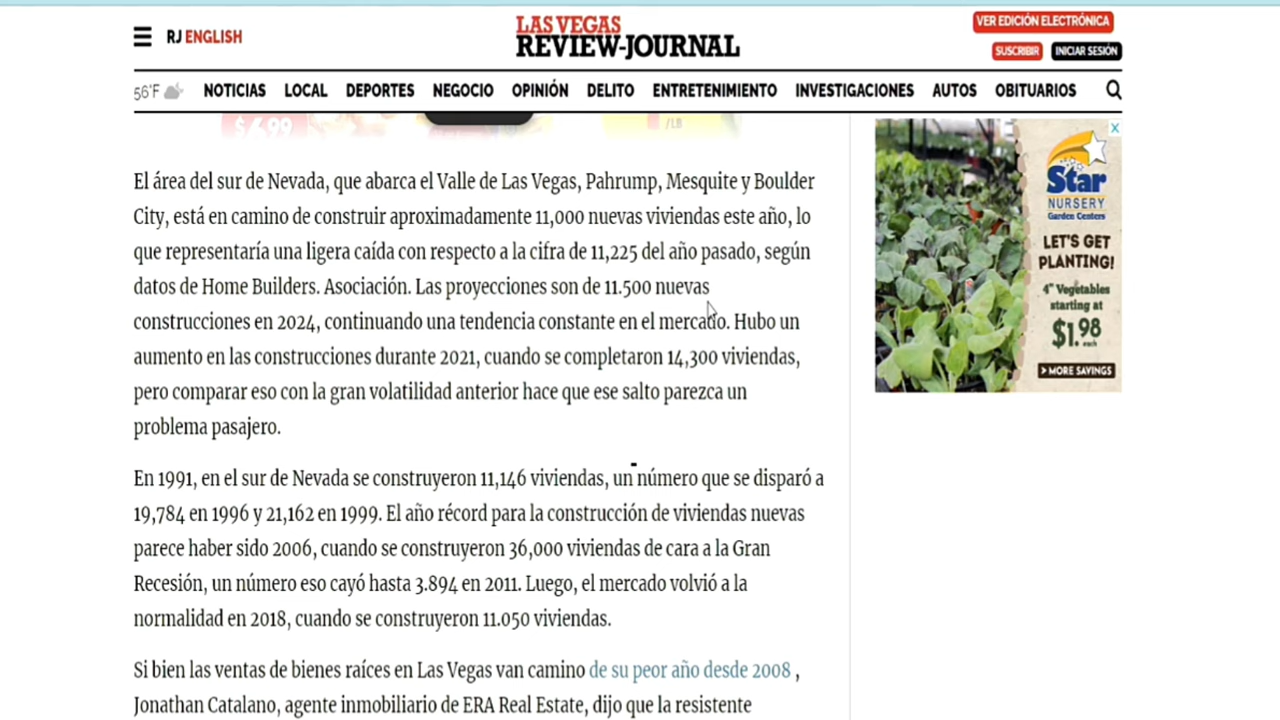 RJ ENGLISH
LAS VEGAS
REVIEW-JOURNAL
VER EDICIÓN ELECTRÓNICA
SUSCRIBIR INICIAR SESIÓN
56°F NOTICIAS LOCAL DEPORTES NEGOCIO OPINIÓN DELITO ENTRETENIMIENTO INVESTIGACIONES AUTOS OBITUARIOS
$6.99
/LB
El área del sur de Nevada, que abarca el Valle de Las Vegas, Pahrump, Mesquite y Boulder
City, está en camino de construir aproximadamente 11,000 nuevas viviendas este año, lo
que representaría una ligera caída con respecto a la cifra de 11,225 del año pasado, según
datos de Home Builders. Asociación. Las proyecciones son de 11.500 nuevas
construcciones en 2024, continuando una tendencia constante en el mercado. Hubo un
aumento en las construcciones durante 2021, cuando se completaron 14,300 viviendas,
pero comparar eso con la gran volatilidad anterior hace que ese salto parezca un
problema pasajero.
En 1991, en el sur de Nevada se construyeron 11,146 viviendas, un número que se disparó a
19,784 en 1996 y 21,162 en 1999. El año récord para la construcción de viviendas nuevas
parece haber sido 2006, cuando se construyeron 36,000 viviendas de cara a la Gran
Recesión, un número eso cayó hasta 3.894 en 2011. Luego, el mercado volvió a la
normalidad en 2018, cuando se construyeron 11.050 viviendas.
Si bien las ventas de bienes raíces en Las Vegas van camino de su peor año desde 2008 ,
Jonathan Catalano, agente inmobiliario de ERA Real Estate, dijo que la resistente
X
Star
NURSERY
Garden Centers
LET'S GET
PLANTING!
4" Vegetables
starting at
$1.98
each
> MORE SAVINGS